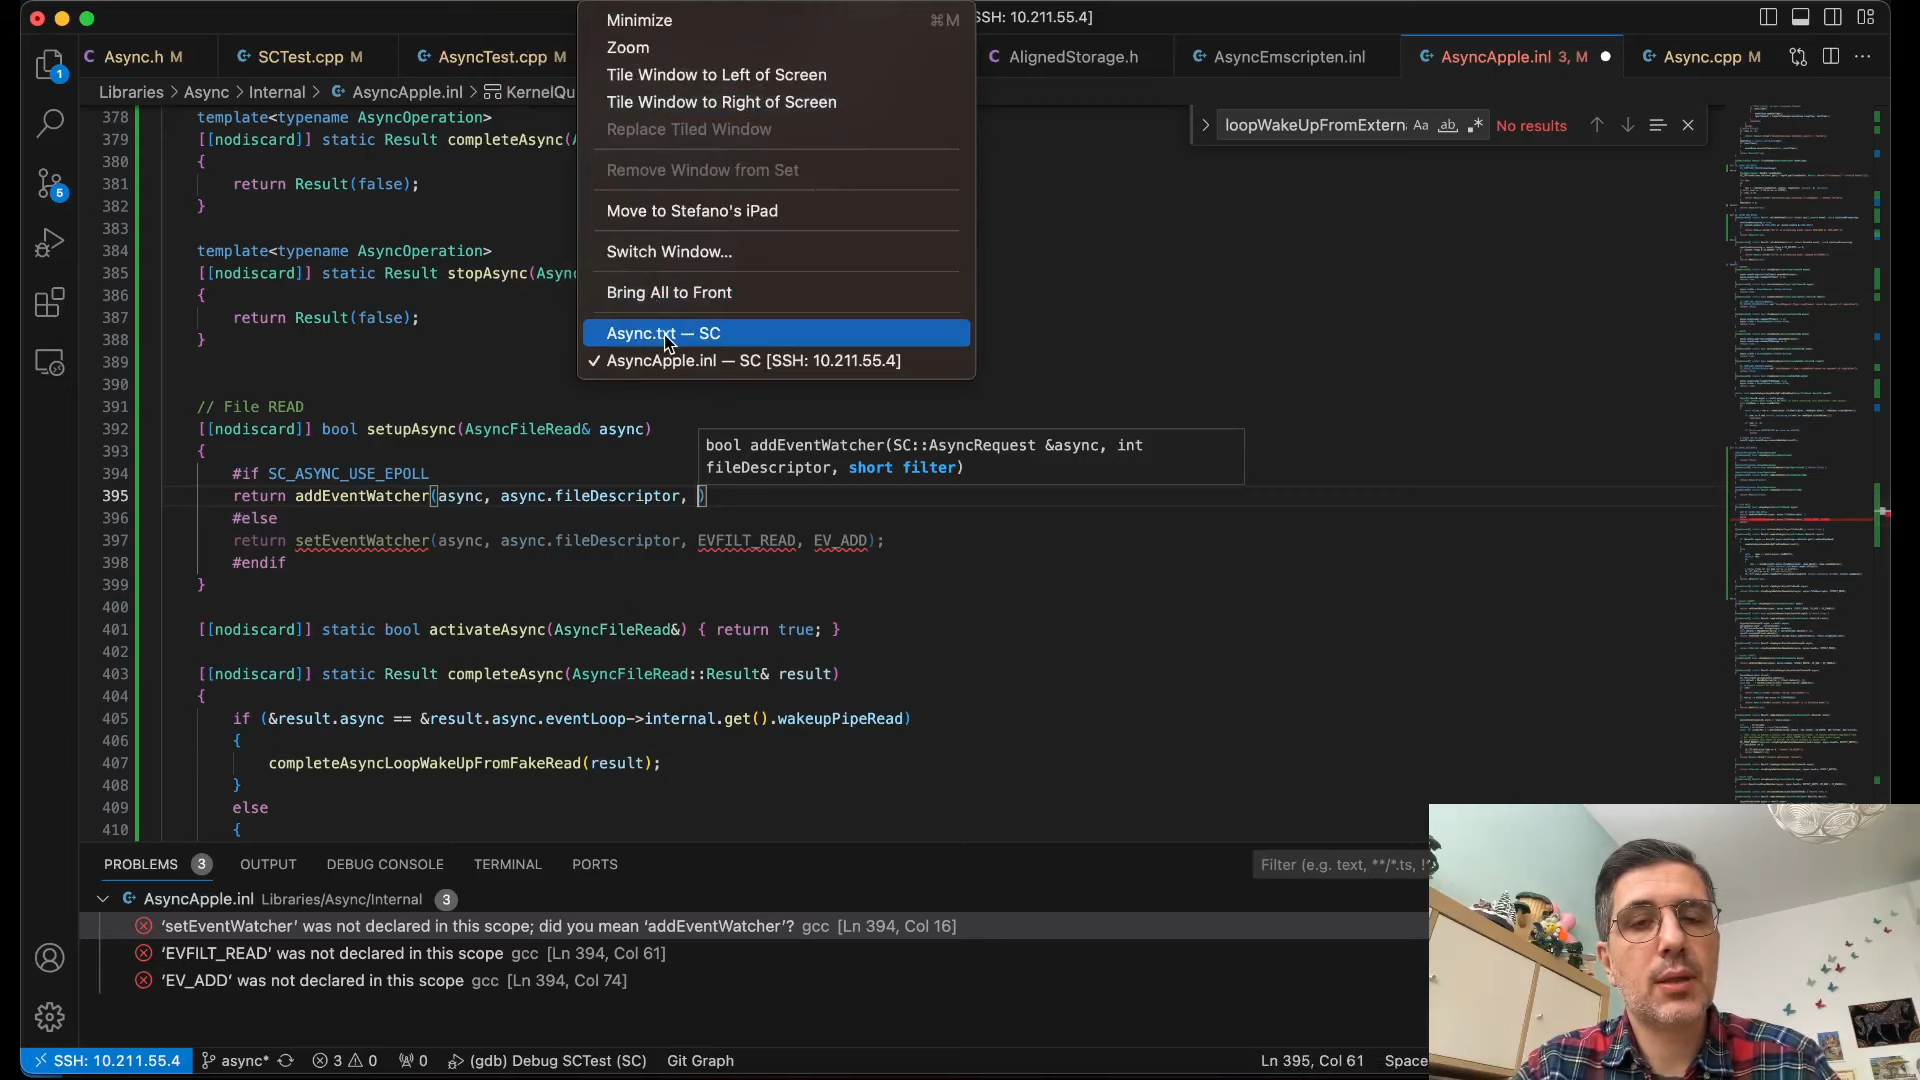 Minimize ⌘M
Zoom
Tile Window to Left of Screen
Tile Window to Right of Screen
Replace Tiled Window
Remove Window from Set
Move to Stefano's iPad
Switch Window...
Bring All to Front
Async.txt — SC
✓ AsyncApple.inl — SC [SSH: 10.211.55.4]
SSH: 10.211.55.4]
Async.h M
SCTest.cpp M
AsyncTest.cpp M
AlignedStorage.h
AsyncEmscripten.inl
AsyncApple.inl 3, M
Async.cpp M
Libraries > Async > Internal > AsyncApple.inl > KernelQu
loopWakeUpFromExtern Aa ab No results
378 template<typename AsyncOperation>
379 [[nodiscard]] static Result completeAsync(
380 {
381 return Result(false);
382 }
383
384 template<typename AsyncOperation>
385 [[nodiscard]] static Result stopAsync(Async
386 {
387 return Result(false);
388 }
389
390
391 // File READ
392 [[nodiscard]] bool setupAsync(AsyncFileRead& async)
393 {
394 #if SC_ASYNC_USE_EPOLL
395 return addEventWatcher(async, async.fileDescriptor, )
396 #else
397 return setEventWatcher(async, async.fileDescriptor, EVFILT_READ, EV_ADD);
398 #endif
399 }
400
401 [[nodiscard]] static bool activateAsync(AsyncFileRead&) { return true; }
402
403 [[nodiscard]] static Result completeAsync(AsyncFileRead::Result& result)
404 {
405 if (&result.async == &result.async.eventLoop->internal.get().wakeupPipeRead)
406 {
407 completeAsyncLoopWakeUpFromFakeRead(result);
408 }
409 else
410 {
bool addEventWatcher(SC::AsyncRequest &async, int
fileDescriptor, short filter)
1
5
PROBLEMS 3 OUTPUT DEBUG CONSOLE TERMINAL PORTS
Filter (e.g. text, **/*.ts, !
AsyncApple.inl Libraries/Async/Internal 3
‘setEventWatcher’ was not declared in this scope; did you mean ‘addEventWatcher’? gcc [Ln 394, Col 16]
‘EVFILT_READ’ was not declared in this scope gcc [Ln 394, Col 61]
‘EV_ADD’ was not declared in this scope gcc [Ln 394, Col 74]
SSH: 10.211.55.4 async* 3 0 0 (gdb) Debug SCTest (SC) Git Graph Ln 395, Col 61 Space